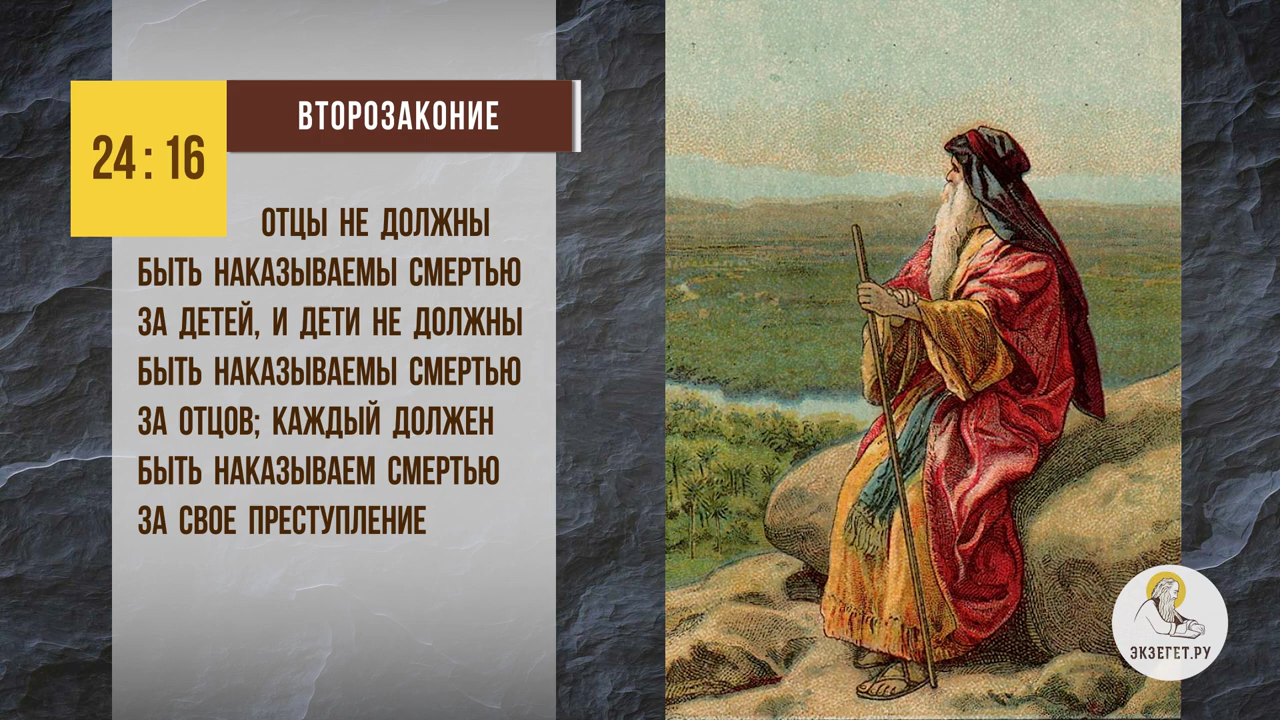 24:16
ВТОРОЗАКОНИЕ
ОТЦЫ НЕ ДОЛЖНЫ
БЫТЬ НАКАЗЫВАЕМЫ СМЕРТЬЮ
ЗА ДЕТЕЙ, И ДЕТИ НЕ ДОЛЖНЫ
БЫТЬ НАКАЗЫВАЕМЫ СМЕРТЬЮ
ЗА ОТЦОВ; КАЖДЫЙ ДОЛЖЕН
БЫТЬ НАКАЗЫВАЕМ СМЕРТЬЮ
ЗА СВОЕ ПРЕСТУПЛЕНИЕ
ЭКЗЕГЕТ.РУ